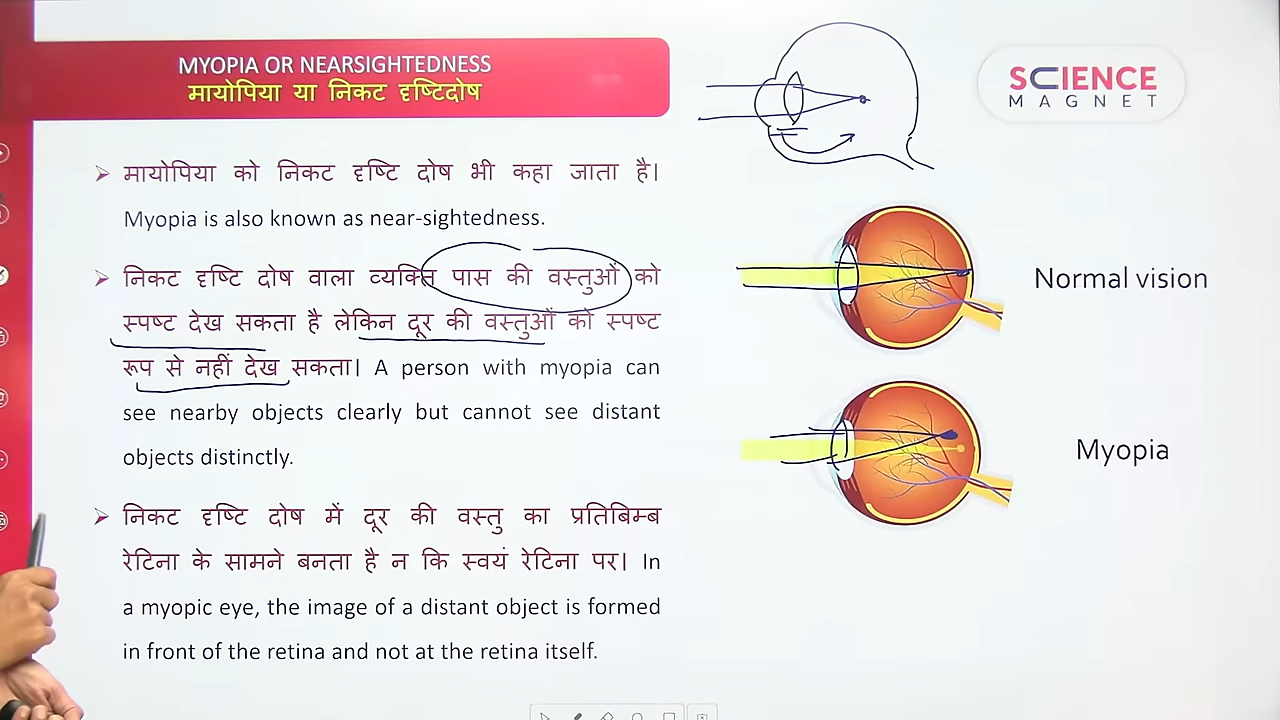 MYOPIA OR NEARSIGHTEDNESS
मायोपिया या निकट दृष्टिदोष
SCIENCE
MAGNET
मायोपिया को निकट दृष्टि दोष भी कहा जाता है।
Myopia is also known as near-sightedness.
निकट दृष्टि दोष वाला व्यक्ति पास की वस्तुओं को
स्पष्ट देख सकता है लेकिन दूर की वस्तुओं को स्पष्ट
रूप से नहीं देख सकता। A person with myopia can
see nearby objects clearly but cannot see distant
objects distinctly.
निकट दृष्टि दोष में दूर की वस्तु का प्रतिबिम्ब
रेटिना के सामने बनता है न कि स्वयं रेटिना पर। In
a myopic eye, the image of a distant object is formed
in front of the retina and not at the retina itself.
Normal vision
Myopia